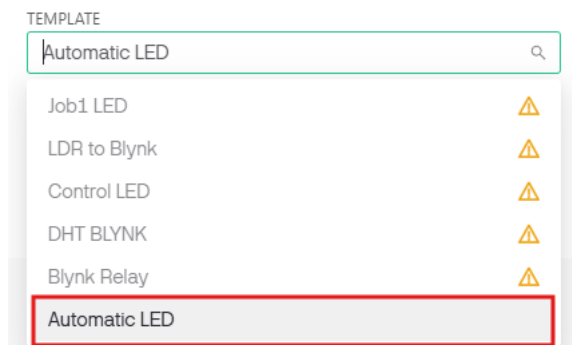 TEMPLATE
Automatic LED
Job1 LED
LDR to Blynk
Control LED
DHT BLYNK
Blynk Relay
Automatic LED